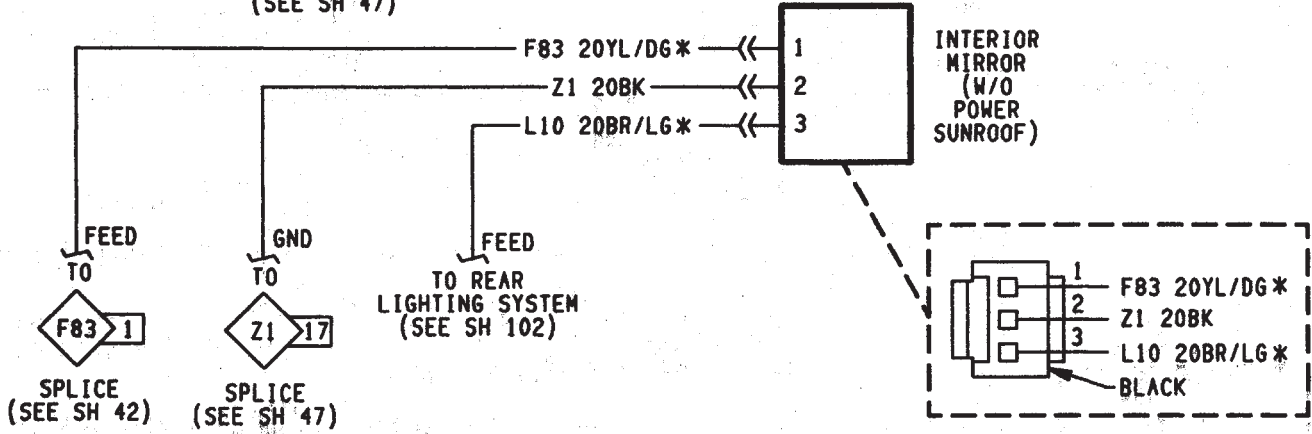 (SEE SH 47)
F83 20YL/DG*
Z1 20BK
L10 20BR/LG*
1
2
3
INTERIOR
MIRROR
(W/O
POWER
SUNROOF)
FEED
TO
F83 1
SPLICE
(SEE SH 42)
GND
TO
Z1 17
SPLICE
(SEE SH 47)
FEED
TO REAR
LIGHTING SYSTEM
(SEE SH 102)
1 F83 20YL/DG*
2 Z1 20BK
3 L10 20BR/LG*
BLACK